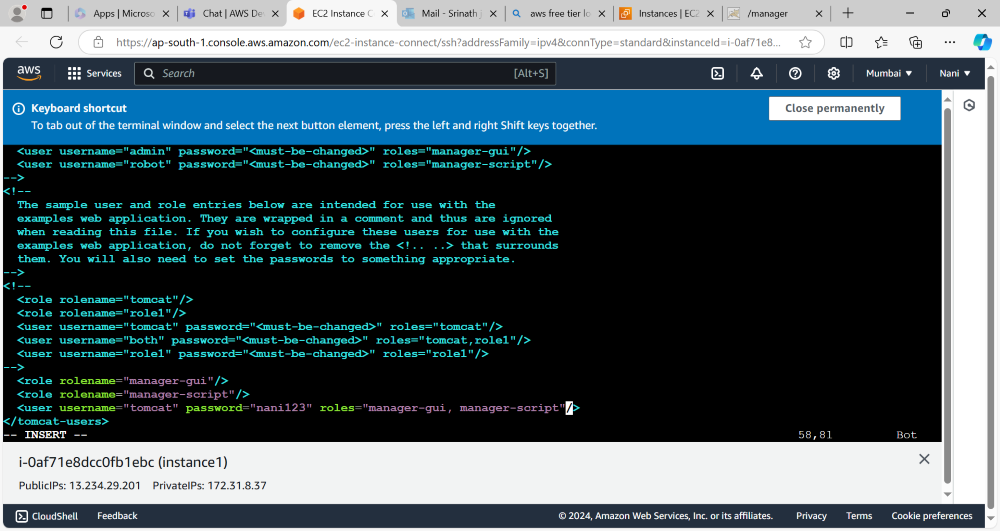 Apps | Microso
Chat | AWS De
EC2 Instance C
Mail - Srinath j
aws free tier lo
Instances | EC2
/manager
https://ap-south-1.console.aws.amazon.com/ec2-instance-connect/ssh?addressFamily=ipv4&connType=standard&instanceId=i-0af71e8...
aws
Services
Search
[Alt+S]
Mumbai ▼
Nani ▼
Keyboard shortcut
To tab out of the terminal window and select the next button element, press the left and right Shift keys together.
Close permanently
<user username="admin" password="<must-be-changed>" roles="manager-gui"/>
<user username="robot" password="<must-be-changed>" roles="manager-script"/>
-->
<!--
The sample user and role entries below are intended for use with the
examples web application. They are wrapped in a comment and thus are ignored
when reading this file. If you wish to configure these users for use with the
examples web application, do not forget to remove the <!.. ..> that surrounds
them. You will also need to set the passwords to something appropriate.
-->
<!--
<role rolename="tomcat"/>
<role rolename="role1"/>
<user username="tomcat" password="<must-be-changed>" roles="tomcat"/>
<user username="both" password="<must-be-changed>" roles="tomcat,role1"/>
<user username="role1" password="<must-be-changed>" roles="role1"/>
-->
<role rolename="manager-gui"/>
<role rolename="manager-script"/>
<user username="tomcat" password="nani123" roles="manager-gui, manager-script"/>
</tomcat-users>
-- INSERT --
58,81
Bot
i-0af71e8dcc0fb1ebc (instance1)
PublicIPs: 13.234.29.201 PrivateIPs: 172.31.8.37
CloudShell
Feedback
© 2024, Amazon Web Services, Inc. or its affiliates.
Privacy
Terms
Cookie preferences